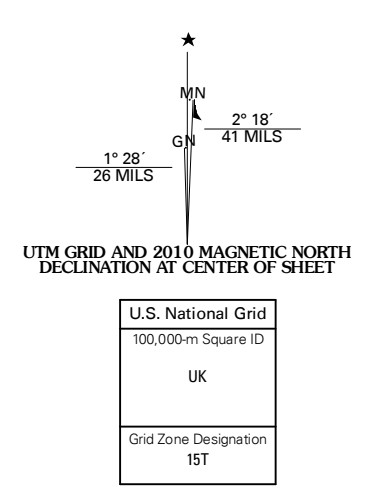 ★
MN
2° 18´
41 MILS
GN
1° 28´
26 MILS
UTM GRID AND 2010 MAGNETIC NORTH
DECLINATION AT CENTER OF SHEET
U.S. National Grid
100,000-m Square ID
UK
Grid Zone Designation
15T